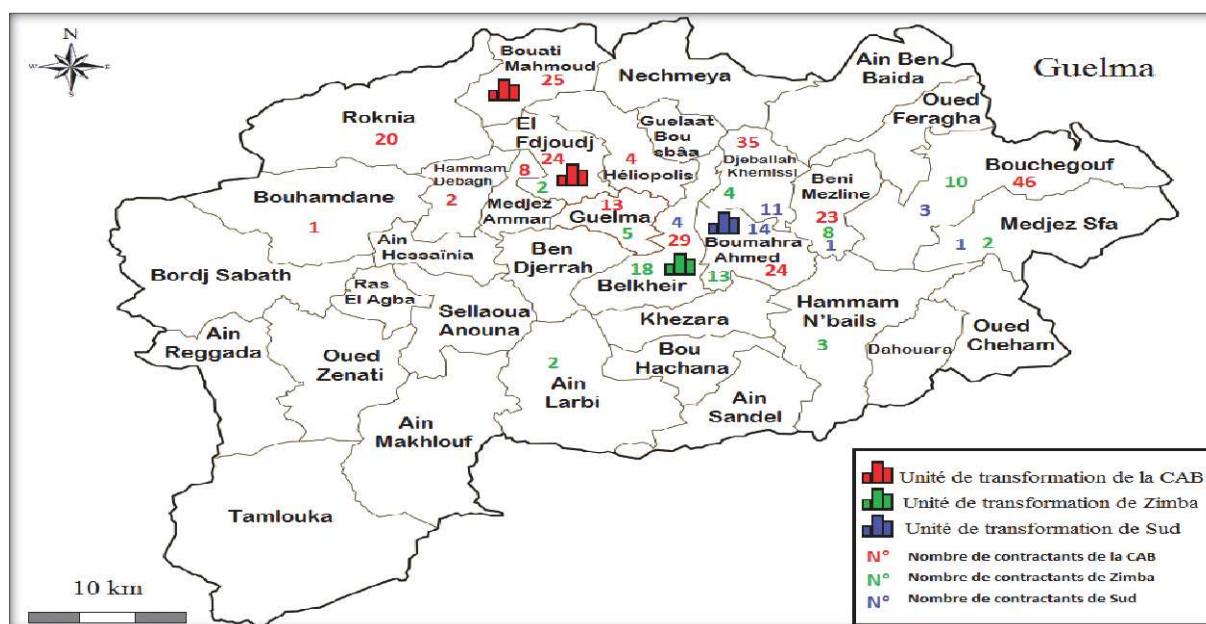 N
W
E
S
Guelma
Bouati
Mahmoud
25
Nechmeya
Ain Ben
Baida
Oued
Feragha
Roknia
20
El
Fdjoudj
24
Guelaat
Bou
sbâa
35
Djeballah
Khemissi
4
4
Héliopolis
Hammam
Debagh
2
8
2
Medjez
Ammar
Bouhamdane
1
13
Guelma
5
4
29
11
14
Boumahra
Ahmed
24
13
Beni
Mezline
23
8
1
Bouchegouf
10
46
3
Medjez Sfa
1
2
Ain
Hessaïnia
Ben
Djerrah
18
Belkheir
Bordj Sabath
Ras
El Agba
Sellaoua
Anouna
Khezara
Hammam
N'bails
3
Dahouara
Oued
Cheham
Ain
Reggada
Oued
Zenati
2
Ain
Larbi
Bou
Hachana
Ain
Sandel
Ain
Makhlouf
Tamlouka
10 km
Unité de transformation de la CAB
Unité de transformation de Zimba
Unité de transformation de Sud
N° Nombre de contractants de la CAB
N° Nombre de contractants de Zimba
N° Nombre de contractants de Sud